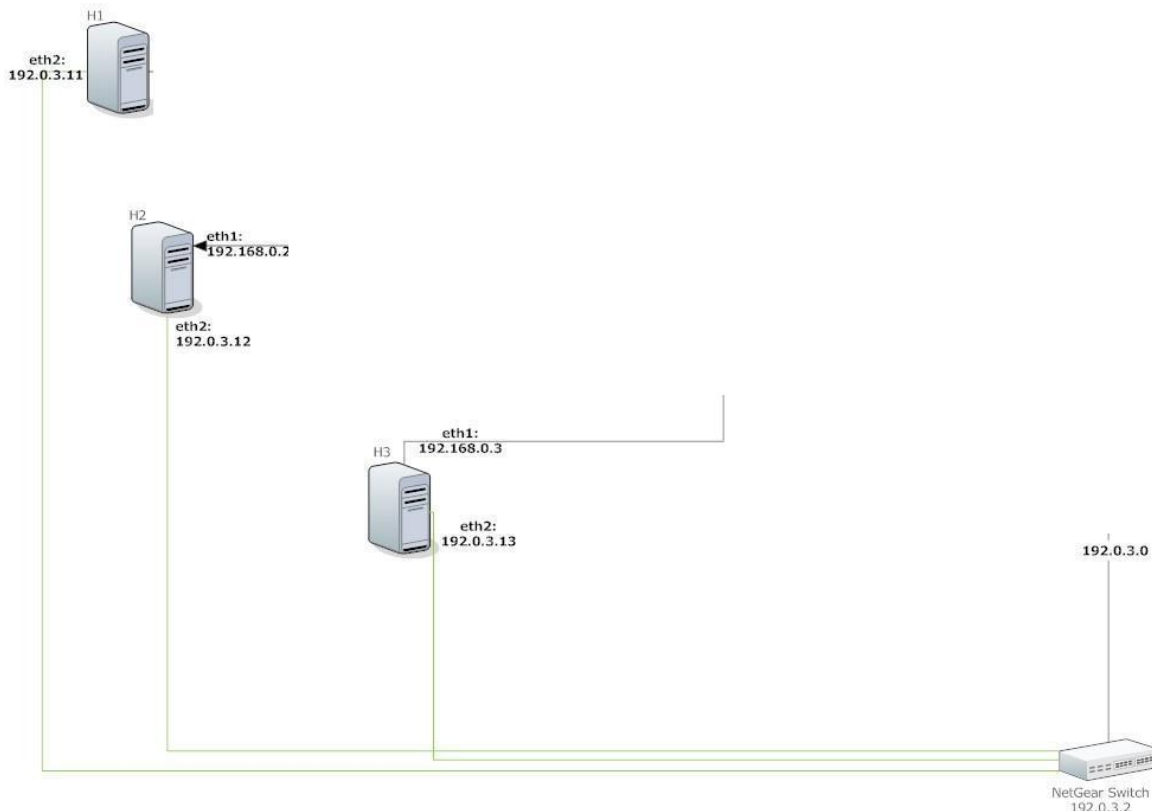 H1
eth2:
192.0.3.11
H2
eth1:
192.168.0.2
eth2:
192.0.3.12
eth1:
192.168.0.3
H3
eth2:
192.0.3.13
192.0.3.0
NetGear Switch
192.0.3.2